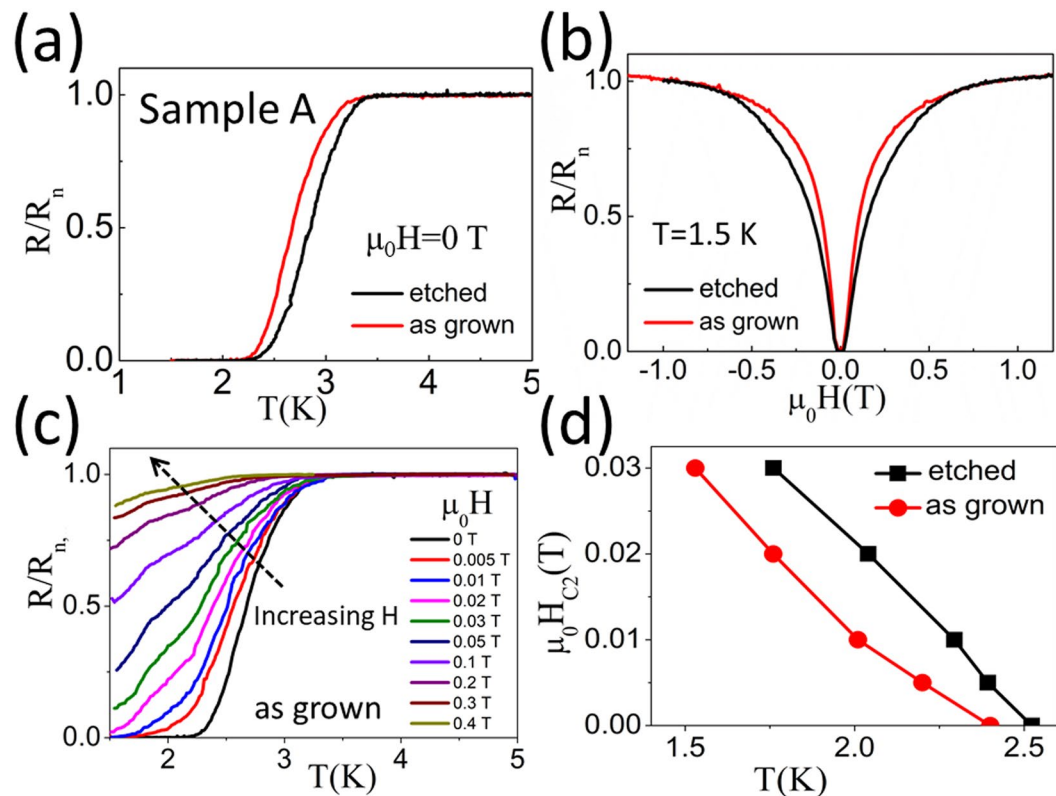 (a)
Sample A
R/Rn
1.0
0.5
0.0
μ0H=0 T
etched
as grown
1 2 3 4 5
T(K)
(b)
R/Rn
1.0
0.5
0.0
T=1.5 K
etched
as grown
-1.0 -0.5 0.0 0.5 1.0
μ0H(T)
(c)
R/Rn,
1.0
0.5
0.0
μ0H
0 T
0.005 T
0.01 T
0.02 T
0.03 T
0.05 T
0.1 T
0.2 T
0.3 T
0.4 T
Increasing H
as grown
2 3 4 5
T(K)
(d)
μ0HC2(T)
0.03
0.02
0.01
0.00
etched
as grown
1.5 2.0 2.5
T(K)